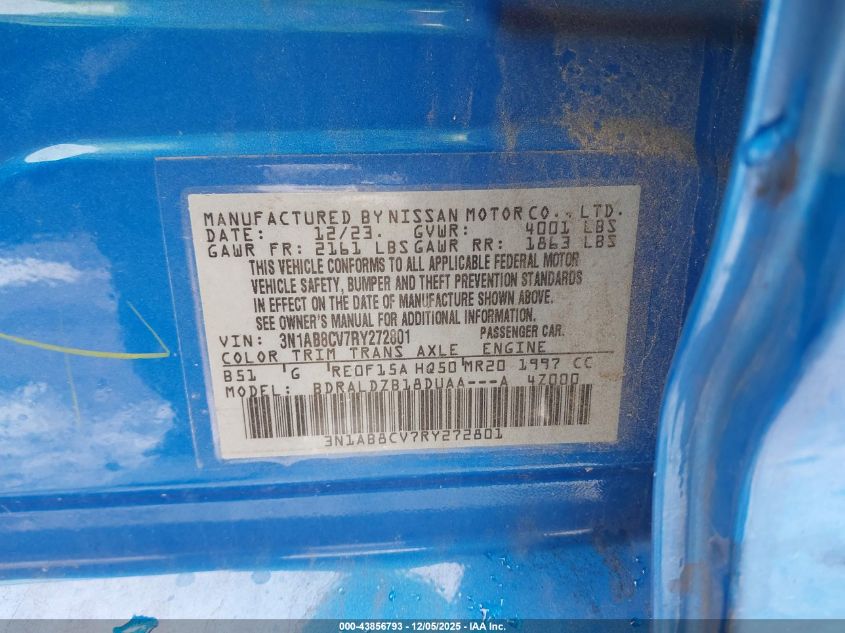 MANUFACTURED BY NISSAN MOTOR CO., LTD.
DATE: 12/23. GVWR: 4001 LBS
GAWR FR: 2161 LBS GAWR RR: 1863 LBS
THIS VEHICLE CONFORMS TO ALL APPLICABLE FEDERAL MOTOR
VEHICLE SAFETY, BUMPER AND THEFT PREVENTION STANDARDS
IN EFFECT ON THE DATE OF MANUFACTURE SHOWN ABOVE.
SEE OWNER'S MANUAL FOR ADDITIONAL INFORMATION.
VIN: 3N1AB8CV7RY272801 PASSENGER CAR.
COLOR TRIM TRANS AXLE ENGINE
B51 G RE0F15A HQ50 MR20 1997 CC
MODEL: BDRALDZB18DUAA---A 4Z000
3N1AB8CV7RY272801
000-43856793 - 12/05/2025 - IAA Inc.